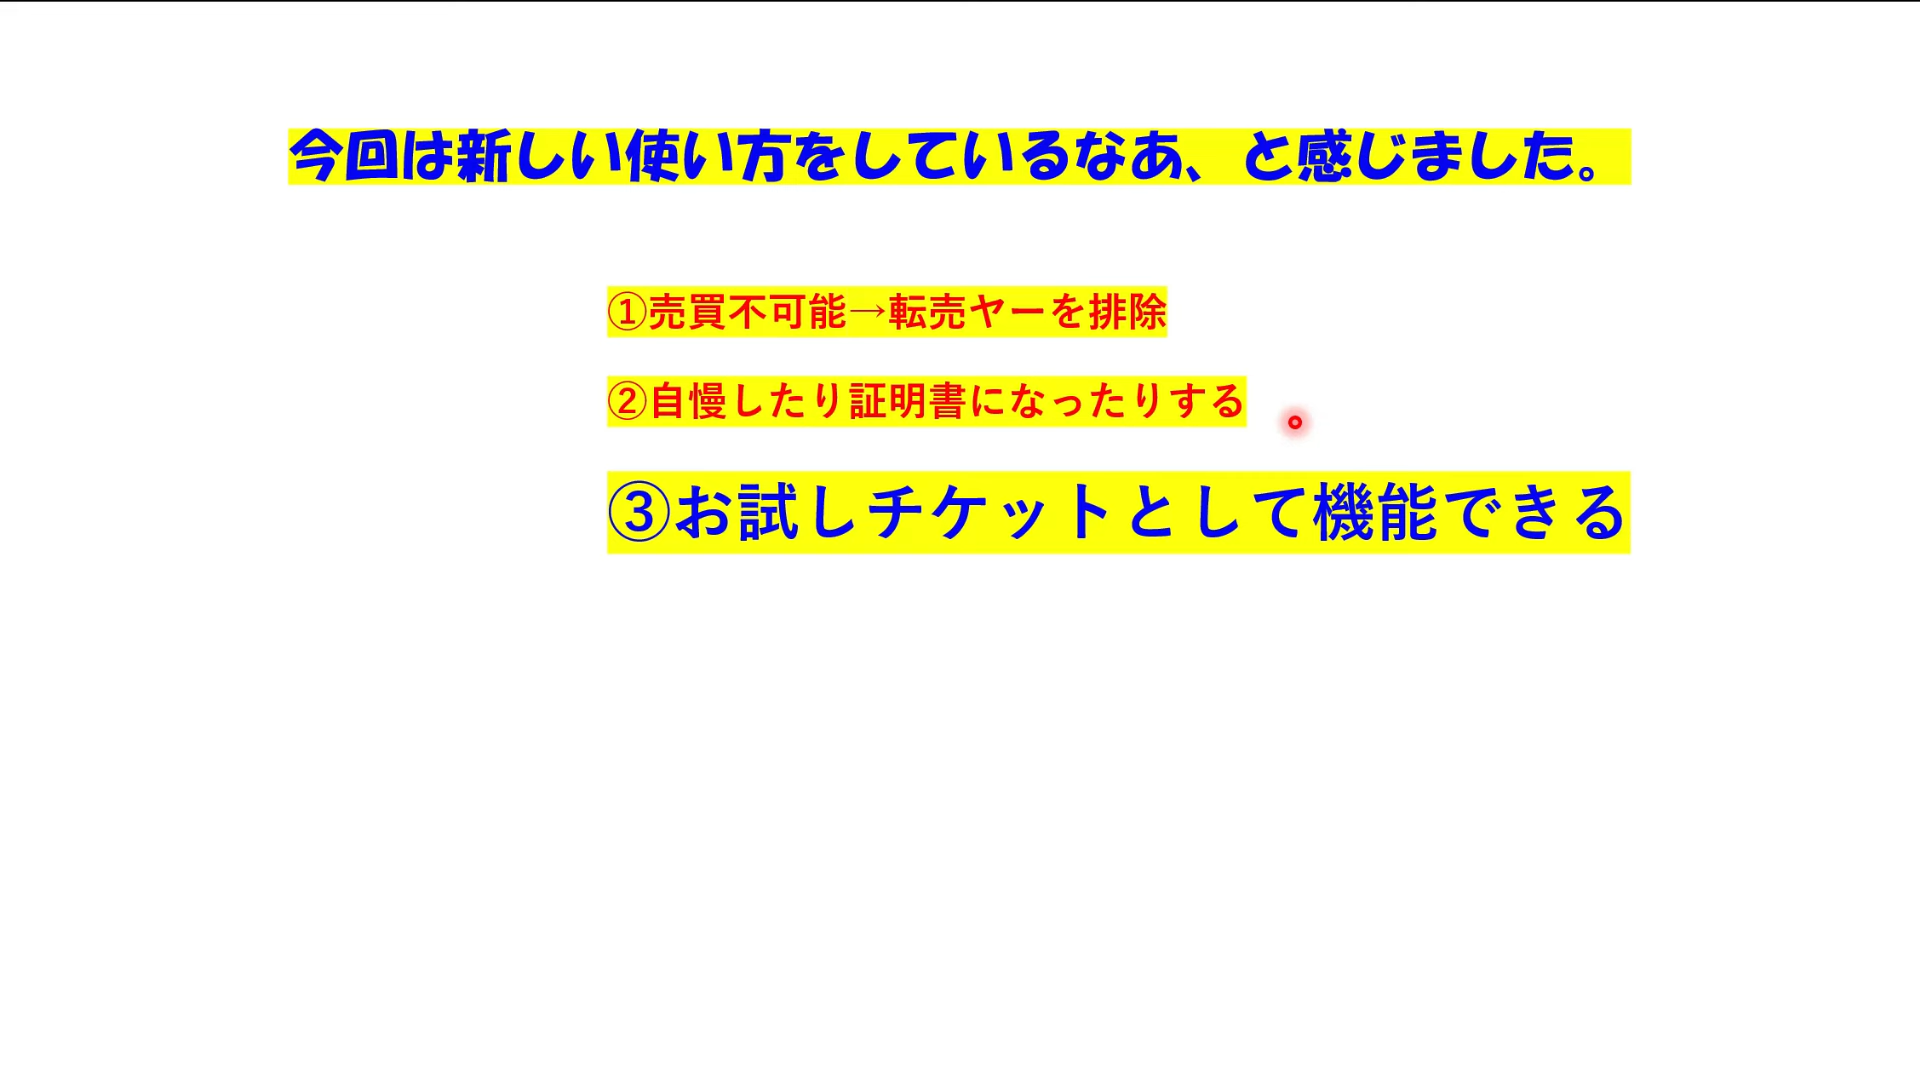 今回は新しい使い方をしているなあ、と感じました。
①売買不可能→転売ヤーを排除
②自慢したり証明書になったりする
③お試しチケットとして機能できる